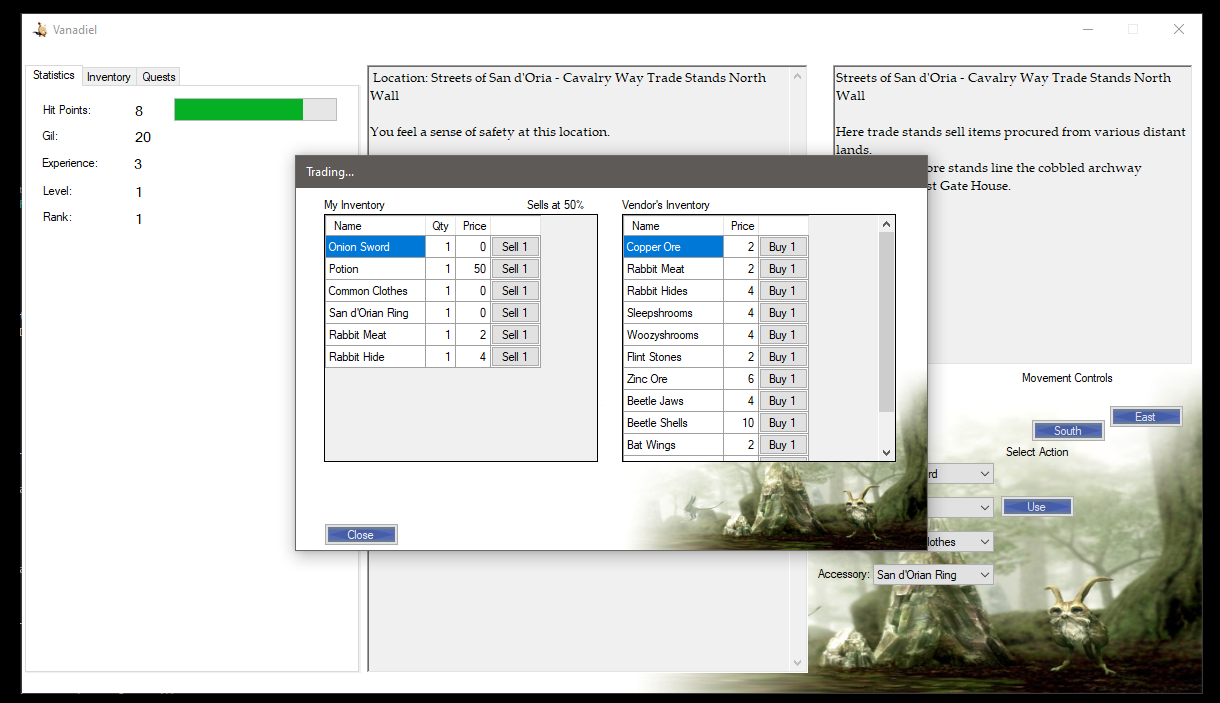 Vanadiel
Statistics Inventory Quests
Hit Points: 8
Gil: 20
Experience: 3
Level: 1
Rank: 1
Location: Streets of San d'Oria - Cavalry Way Trade Stands North
Wall
You feel a sense of safety at this location.
Streets of San d'Oria - Cavalry Way Trade Stands North
Wall
Here trade stands sell items procured from various distant
lands.
stands line the cobbled archway
Gate House.
Trading...
My Inventory Sells at 50%
Name Qty Price
Onion Sword 1 0 Sell 1
Potion 1 50 Sell 1
Common Clothes 1 0 Sell 1
San d'Orian Ring 1 0 Sell 1
Rabbit Meat 1 2 Sell 1
Rabbit Hide 1 4 Sell 1
Vendor's Inventory
Name Price
Copper Ore 2 Buy 1
Rabbit Meat 2 Buy 1
Rabbit Hides 4 Buy 1
Sleepshrooms 4 Buy 1
Woozyshrooms 4 Buy 1
Flint Stones 2 Buy 1
Zinc Ore 6 Buy 1
Beetle Jaws 4 Buy 1
Beetle Shells 10 Buy 1
Bat Wings 2 Buy 1
Close
Movement Controls
East
South
Select Action
Use
Accessory: San d'Orian Ring